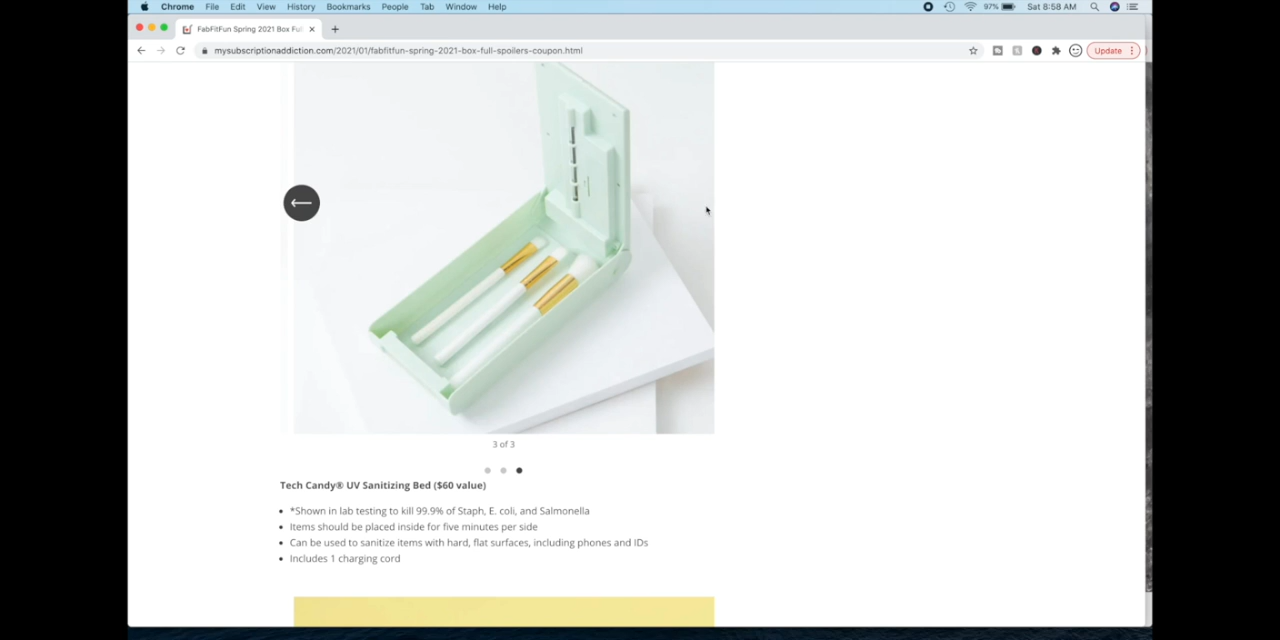 Chrome File Edit View History Bookmarks People Tab Window Help 97% Sat 8:58 AM
FabFitFun Spring 2021 Box Ful
mysubscriptionaddiction.com/2021/01/fabfitfun-spring-2021-box-full-spoilers-coupon.html Update
3 of 3
Tech Candy® UV Sanitizing Bed ($60 value)
*Shown in lab testing to kill 99.9% of Staph, E. coli, and Salmonella
Items should be placed inside for five minutes per side
Can be used to sanitize items with hard, flat surfaces, including phones and IDs
Includes 1 charging cord